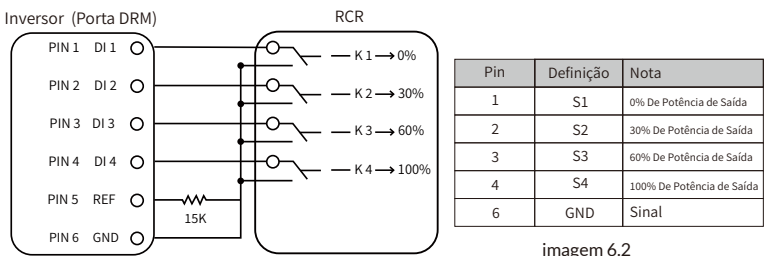 Inversor (Porta DRM)
RCR
PIN 1 DI 1
K 1 → 0%
PIN 2 DI 2
K 2 → 30%
PIN 3 DI 3
K 3 → 60%
PIN 4 DI 4
K 4 → 100%
PIN 5 REF
15K
PIN 6 GND
Pin Definição Nota
1 S1 0% De Potência de Saída
2 S2 30% De Potência de Saída
3 S3 60% De Potência de Saída
4 S4 100% De Potência de Saída
6 GND Sinal
imagem 6.2